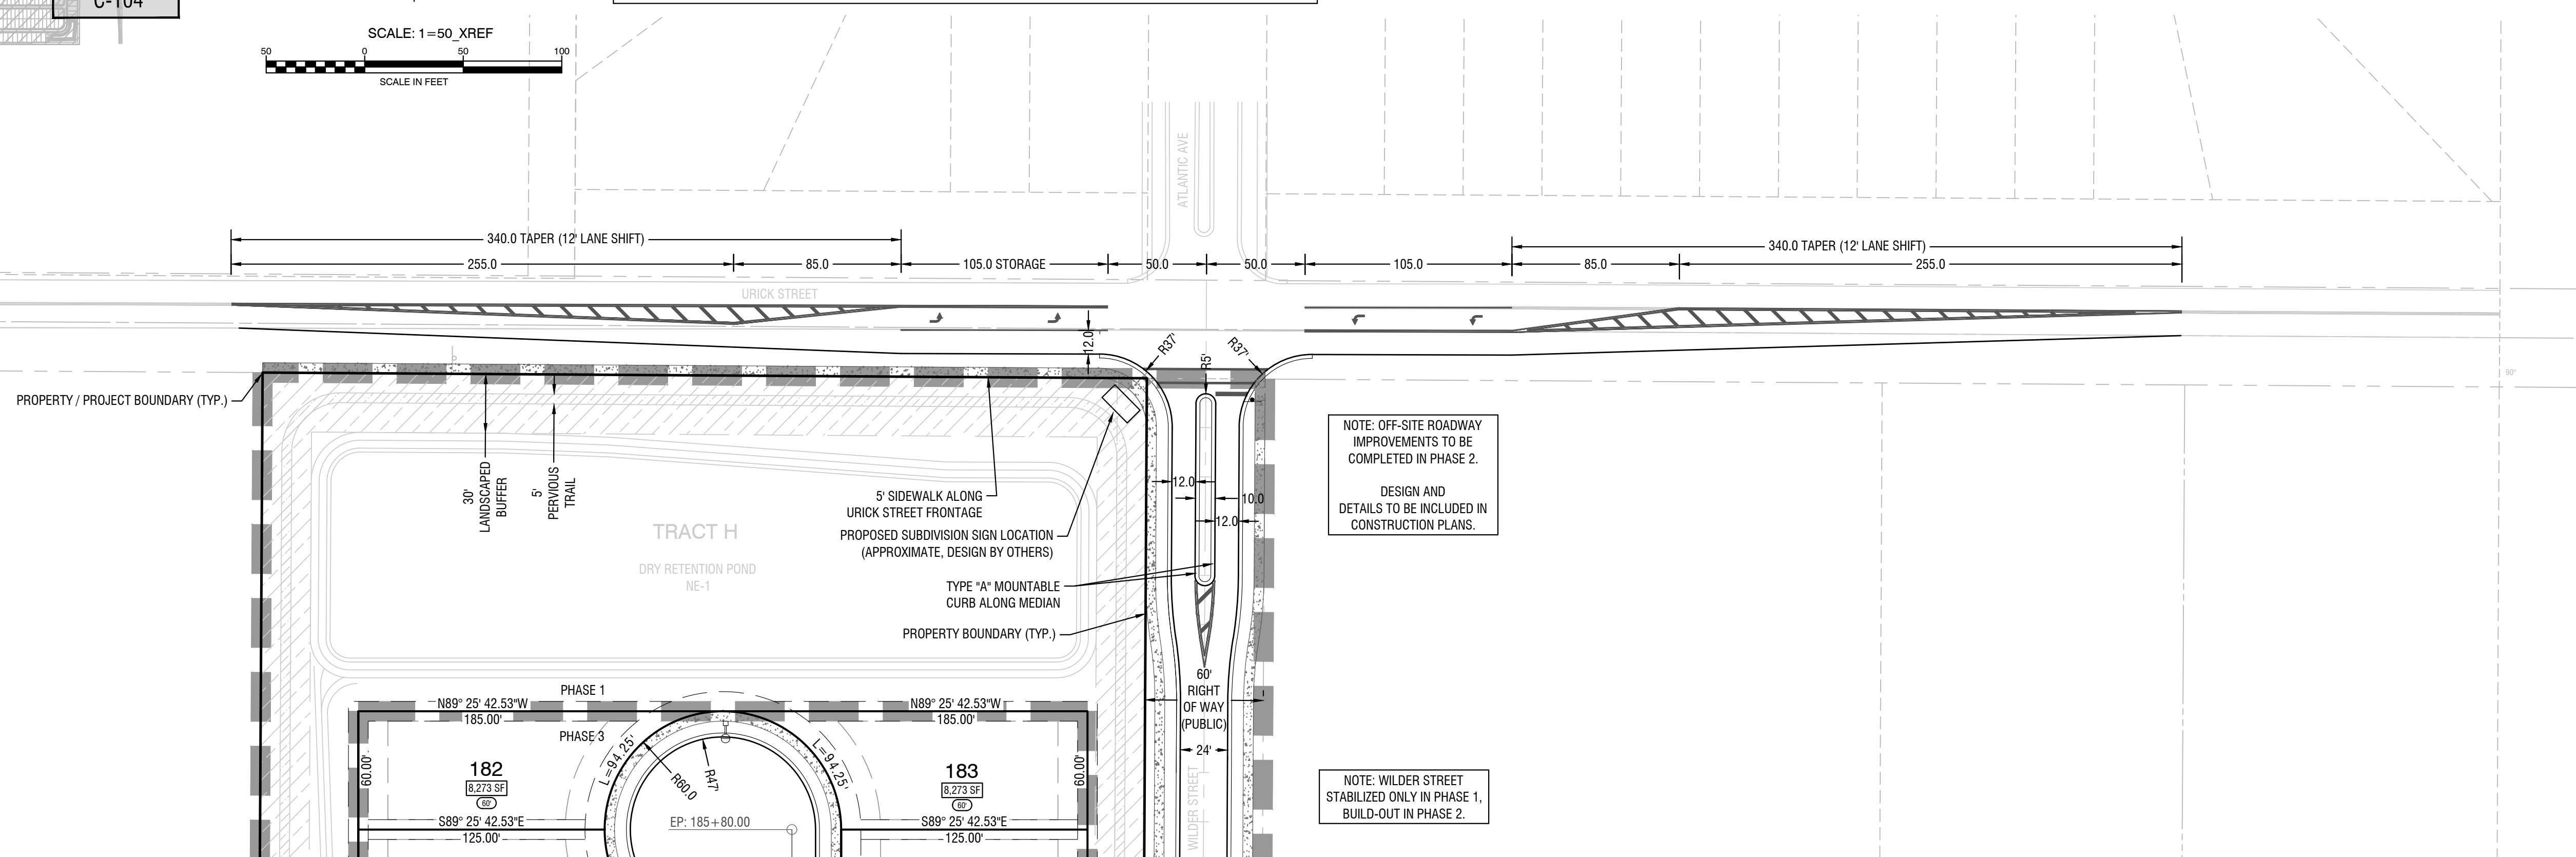 C-104
SCALE: 1=50_XREF
50 0 50 100
SCALE IN FEET
ATLANTIC AVE
340.0 TAPER (12' LANE SHIFT)
340.0 TAPER (12' LANE SHIFT)
255.0
85.0
105.0 STORAGE
50.0
50.0
105.0
85.0
255.0
URICK STREET
12.0
R37'
R5'
R37'
90°
PROPERTY / PROJECT BOUNDARY (TYP.)
30'
LANDSCAPED
BUFFER
5'
PERVIOUS
TRAIL
5' SIDEWALK ALONG
URICK STREET FRONTAGE
PROPOSED SUBDIVISION SIGN LOCATION
(APPROXIMATE, DESIGN BY OTHERS)
TYPE "A" MOUNTABLE
CURB ALONG MEDIAN
PROPERTY BOUNDARY (TYP.)
12.0
10.0
12.0
NOTE: OFF-SITE ROADWAY
IMPROVEMENTS TO BE
COMPLETED IN PHASE 2.
DESIGN AND
DETAILS TO BE INCLUDED IN
CONSTRUCTION PLANS.
TRACT H
DRY RETENTION POND
NE-1
60'
RIGHT
OF WAY
(PUBLIC)
24'
WILDER STREET
PHASE 1
N89° 25' 42.53"W
185.00'
N89° 25' 42.53"W
185.00'
PHASE 3
60.00'
182
8,273 SF
60'
S89° 25' 42.53"E
125.00'
L=94.25'
R60.0
R47'
L=94.25'
EP: 185+80.00
183
8,273 SF
60'
60.00'
S89° 25' 42.53"E
125.00'
NOTE: WILDER STREET
STABILIZED ONLY IN PHASE 1,
BUILD-OUT IN PHASE 2.